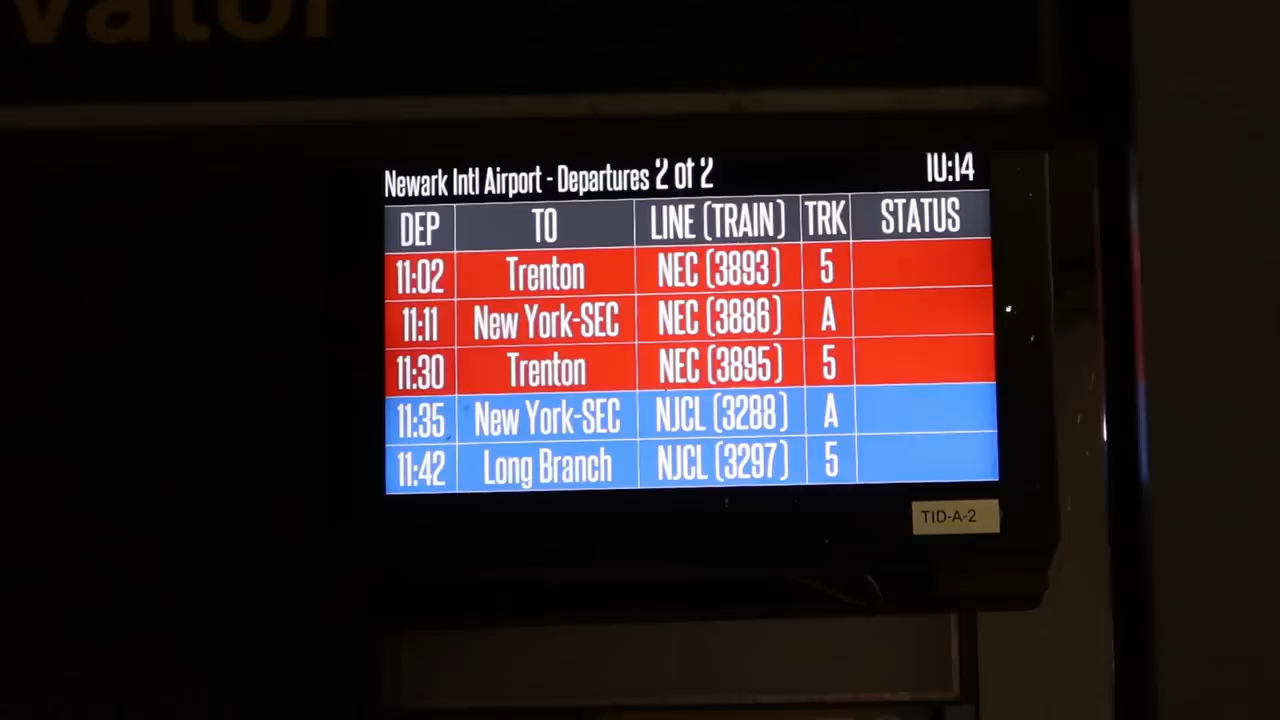 vator
Newark Intl Airport - Departures 2 of 2 10:14
DEP TO LINE (TRAIN) TRK STATUS
11:02 Trenton NEC (3893) 5
11:11 New York-SEC NEC (3886) A
11:30 Trenton NEC (3895) 5
11:35 New York-SEC NJCL (3288) A
11:42 Long Branch NJCL (3297) 5
TID-A-2